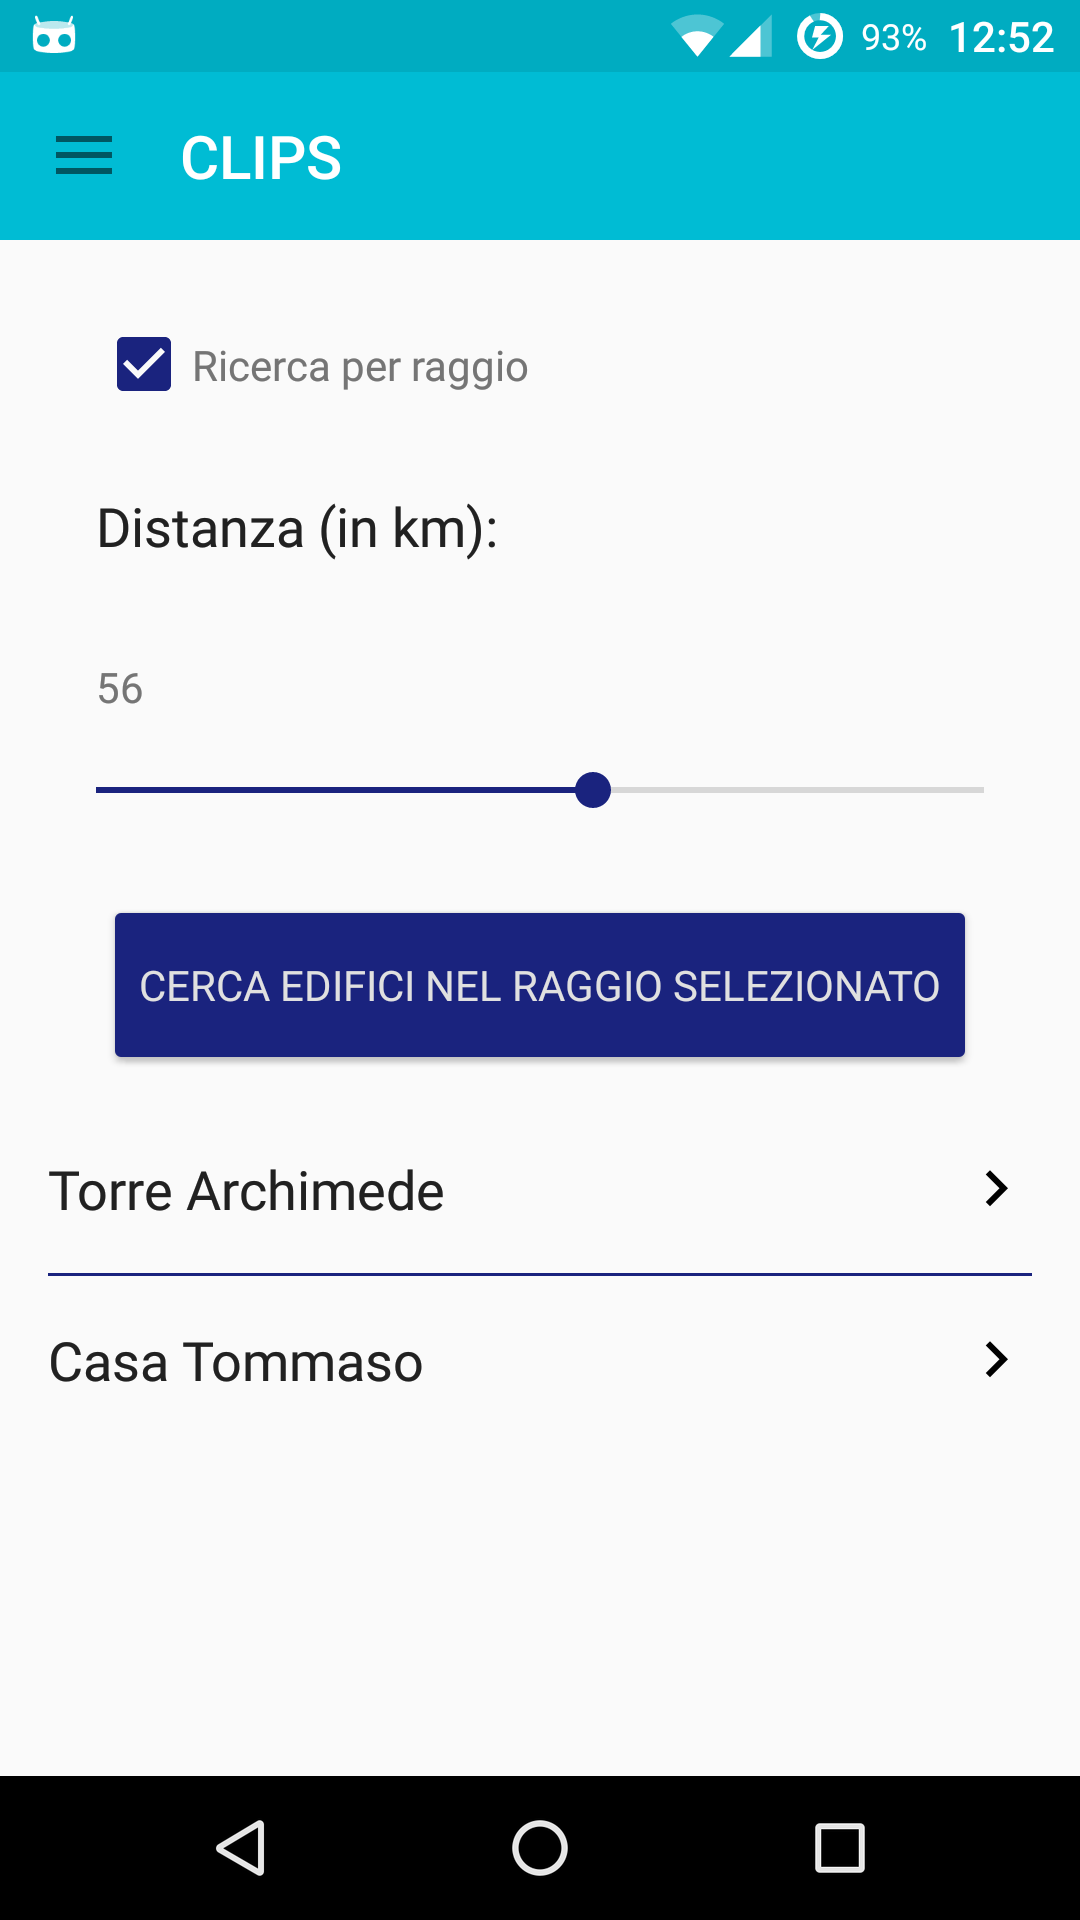 93% 12:52
CLIPS
Ricerca per raggio
Distanza (in km):
56
CERCA EDIFICI NEL RAGGIO SELEZIONATO
Torre Archimede
Casa Tommaso